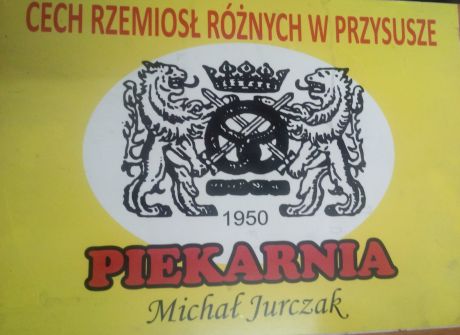 CECH RZEMIOSŁ RÓŻNYCH W PRZYSUSZE
1950
PIEKARNIA
Michał Jurczak